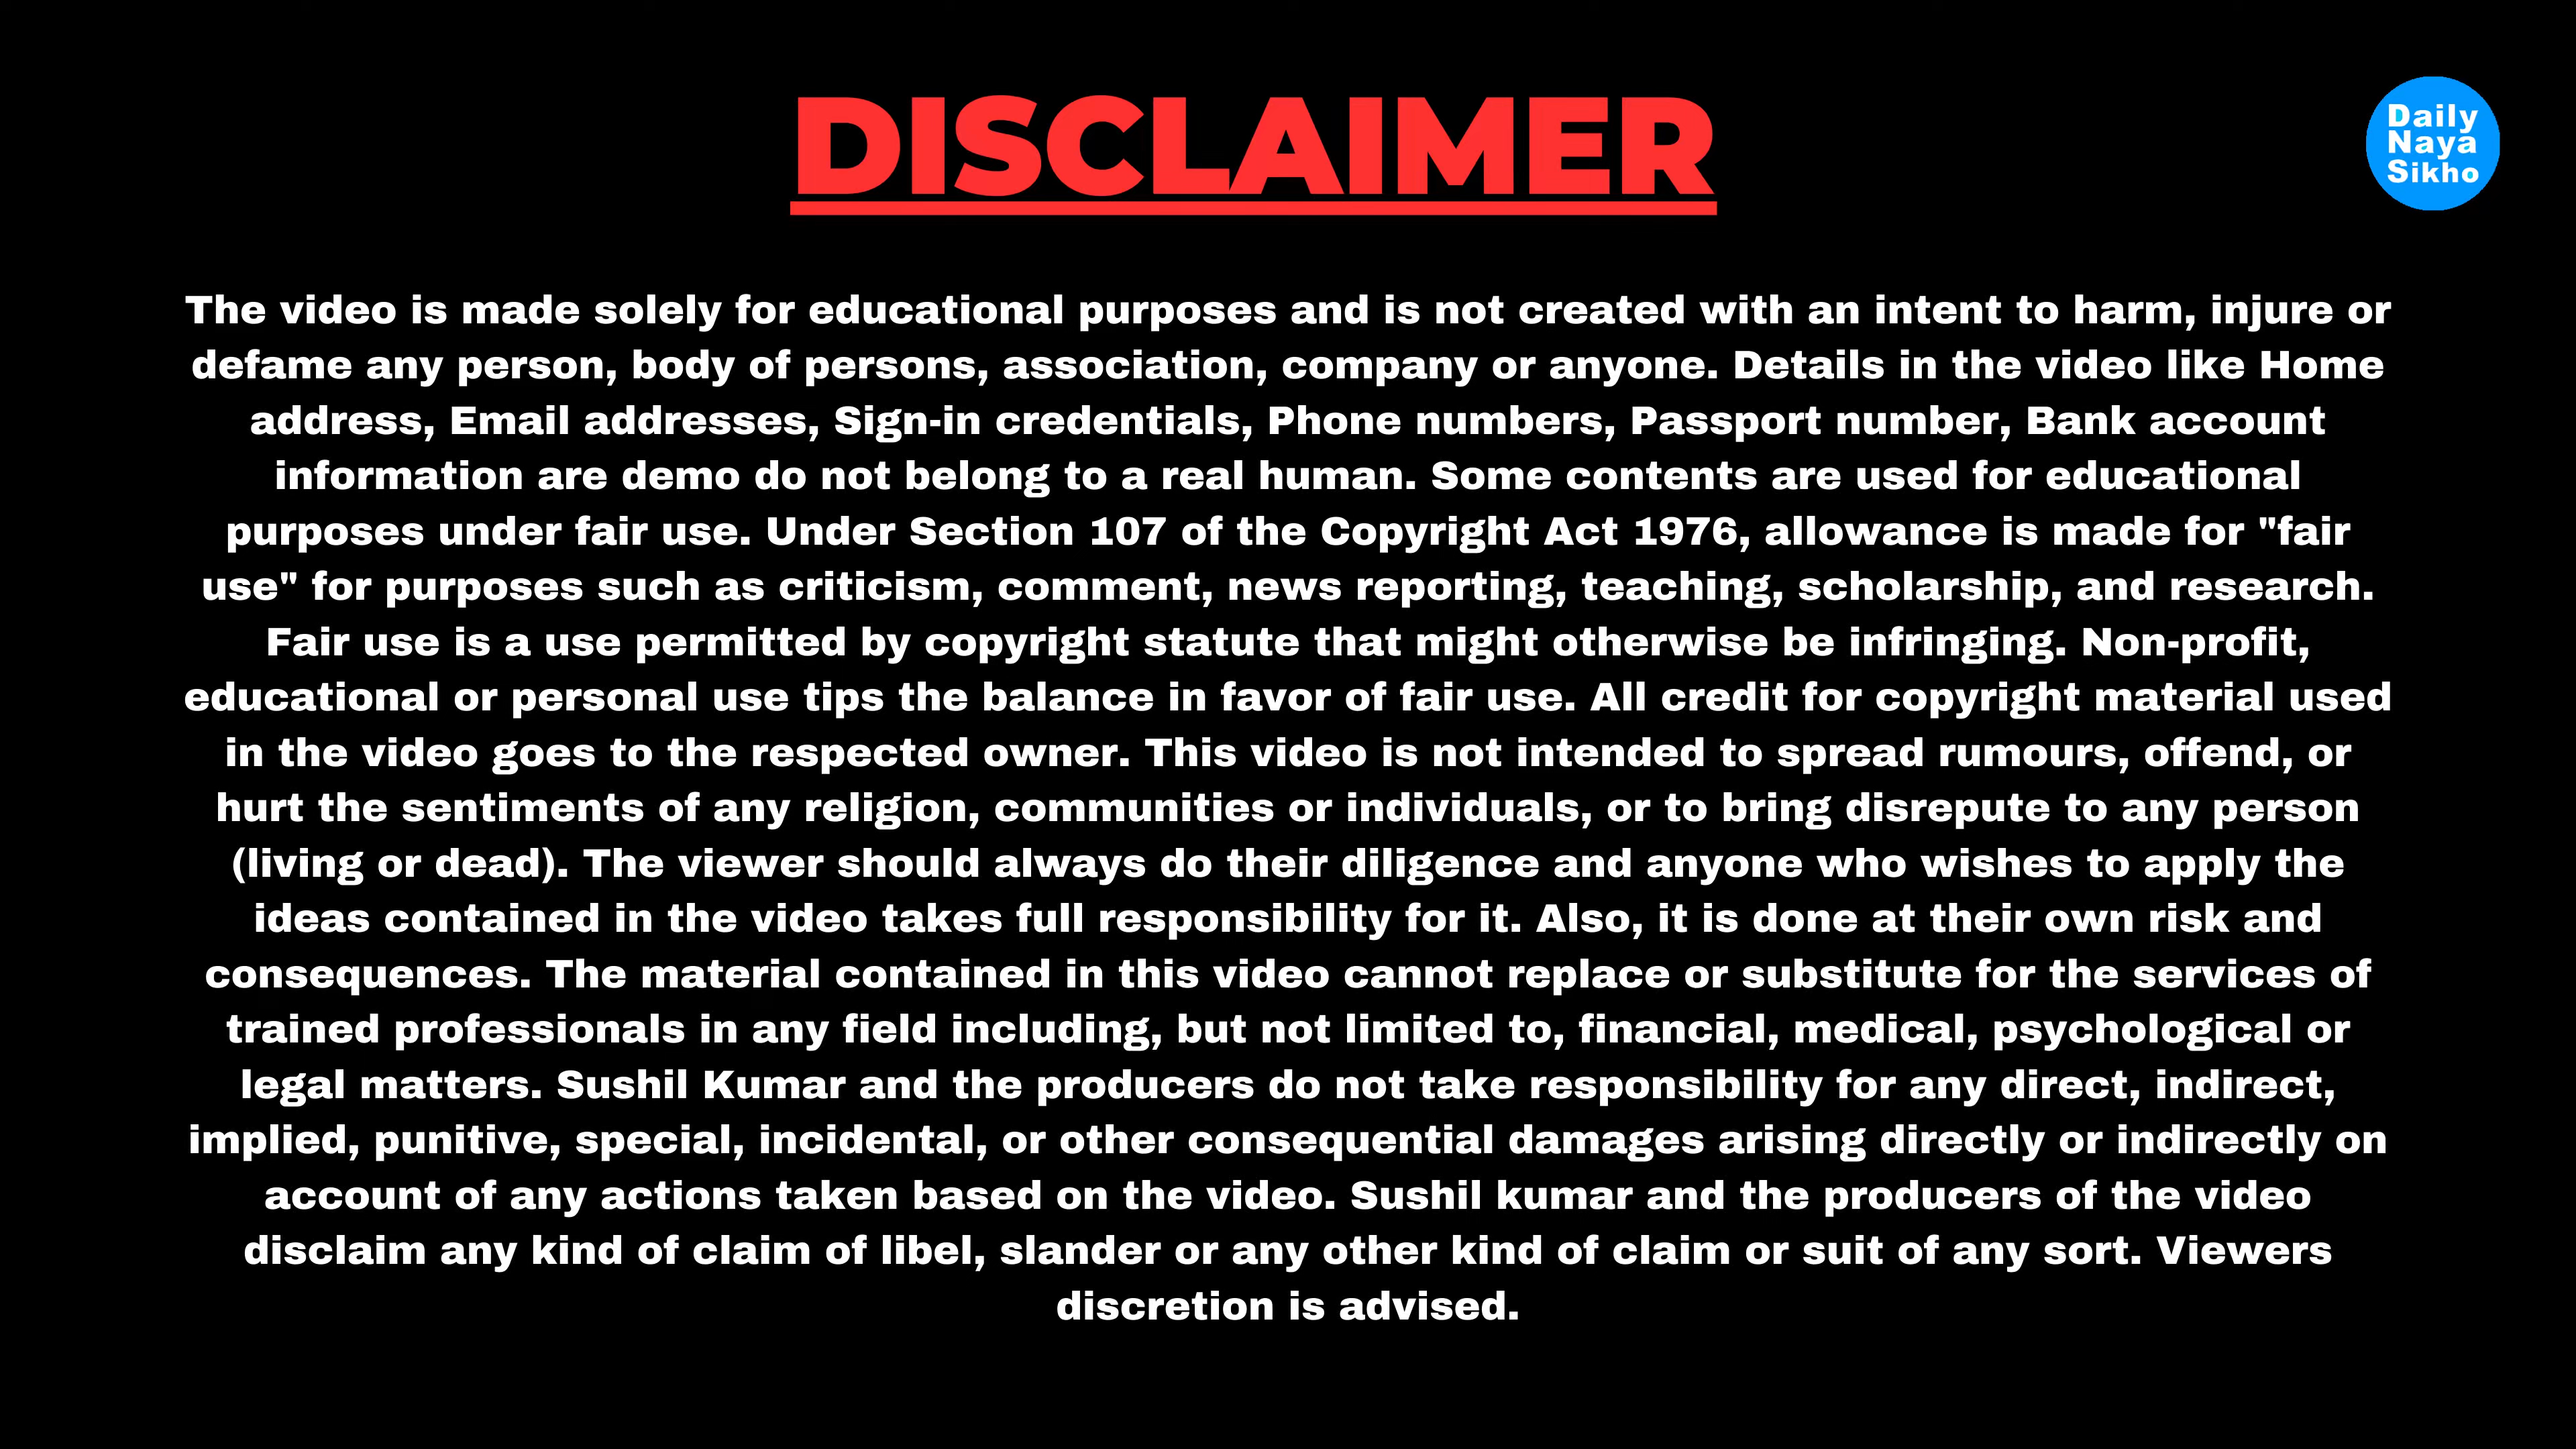 DISCLAIMER
Daily
Naya
Sikho
The video is made solely for educational purposes and is not created with an intent to harm, injure or
defame any person, body of persons, association, company or anyone. Details in the video like Home
address, Email addresses, Sign-in credentials, Phone numbers, Passport number, Bank account
information are demo do not belong to a real human. Some contents are used for educational
purposes under fair use. Under Section 107 of the Copyright Act 1976, allowance is made for "fair
use" for purposes such as criticism, comment, news reporting, teaching, scholarship, and research.
Fair use is a use permitted by copyright statute that might otherwise be infringing. Non-profit,
educational or personal use tips the balance in favor of fair use. All credit for copyright material used
in the video goes to the respected owner. This video is not intended to spread rumours, offend, or
hurt the sentiments of any religion, communities or individuals, or to bring disrepute to any person
(living or dead). The viewer should always do their diligence and anyone who wishes to apply the
ideas contained in the video takes full responsibility for it. Also, it is done at their own risk and
consequences. The material contained in this video cannot replace or substitute for the services of
trained professionals in any field including, but not limited to, financial, medical, psychological or
legal matters. Sushil Kumar and the producers do not take responsibility for any direct, indirect,
implied, punitive, special, incidental, or other consequential damages arising directly or indirectly on
account of any actions taken based on the video. Sushil kumar and the producers of the video
disclaim any kind of claim of libel, slander or any other kind of claim or suit of any sort. Viewers
discretion is advised.